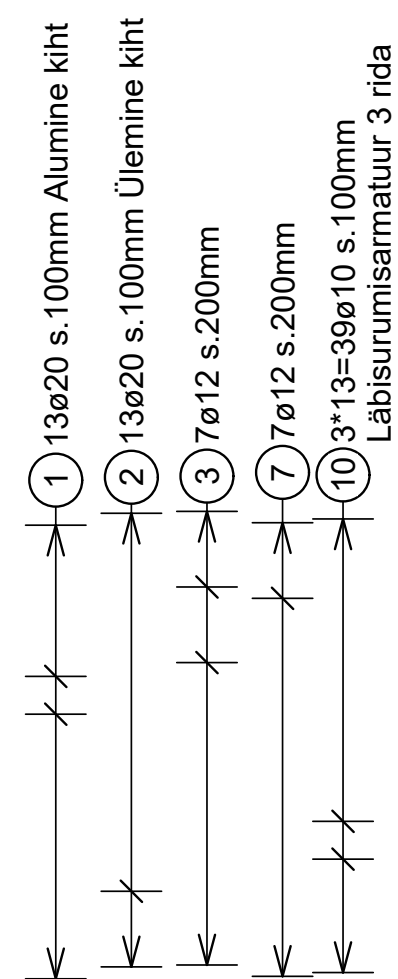 1 13ø20 s.100mm Alumine kiht
2 13ø20 s.100mm Ülemine kiht
3 7ø12 s.200mm
7 7ø12 s.200mm
10 3*13=39ø10 s.100mm
Läbisurumisarmatuur 3 rida